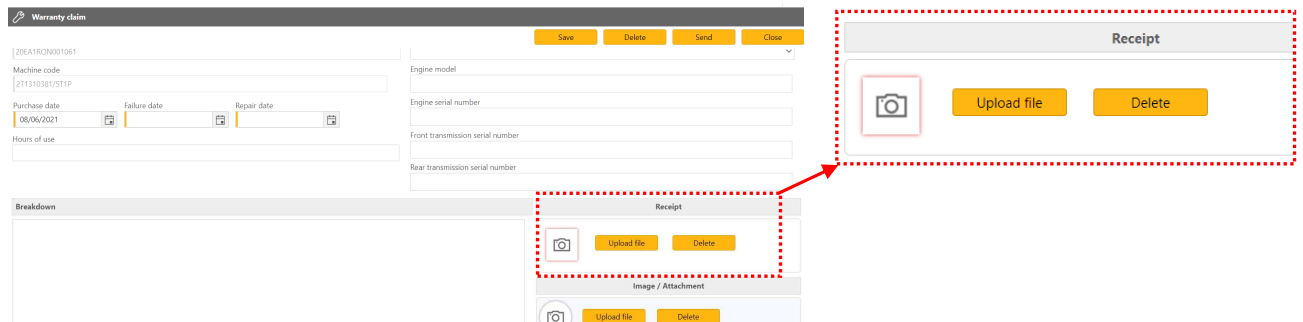 Warranty claim
Save Delete Send Close
20EA1RON001061
Machine code
2T1310381/ST1P
Purchase date Failure date Repair date
08/06/2021
Hours of use
Engine model
Engine serial number
Front transmission serial number
Rear transmission serial number
Breakdown
Receipt
Upload file Delete
Image / Attachment
Upload file Delete
Receipt
Upload file Delete